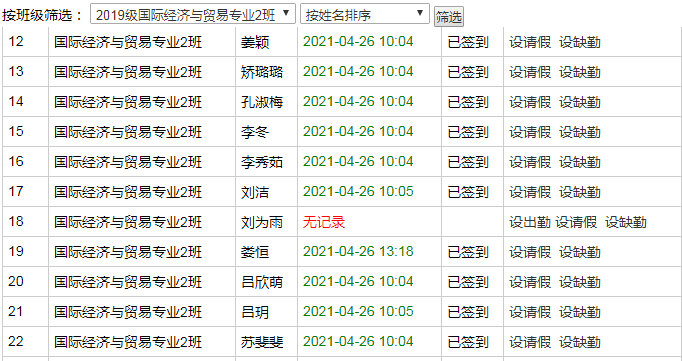 按班级筛选： 2019级国际经济与贸易专业2班 按姓名排序 筛选
12 国际经济与贸易专业2班 姜颖 2021-04-26 10:04 已签到 设请假 设缺勤
13 国际经济与贸易专业2班 矫璐璐 2021-04-26 10:04 已签到 设请假 设缺勤
14 国际经济与贸易专业2班 孔淑梅 2021-04-26 10:04 已签到 设请假 设缺勤
15 国际经济与贸易专业2班 李冬 2021-04-26 10:04 已签到 设请假 设缺勤
16 国际经济与贸易专业2班 李秀茹 2021-04-26 10:04 已签到 设请假 设缺勤
17 国际经济与贸易专业2班 刘洁 2021-04-26 10:05 已签到 设请假 设缺勤
18 国际经济与贸易专业2班 刘为雨 无记录 设出勤 设请假 设缺勤
19 国际经济与贸易专业2班 娄恒 2021-04-26 13:18 已签到 设请假 设缺勤
20 国际经济与贸易专业2班 吕欣萌 2021-04-26 10:04 已签到 设请假 设缺勤
21 国际经济与贸易专业2班 吕玥 2021-04-26 10:05 已签到 设请假 设缺勤
22 国际经济与贸易专业2班 苏斐斐 2021-04-26 10:04 已签到 设请假 设缺勤